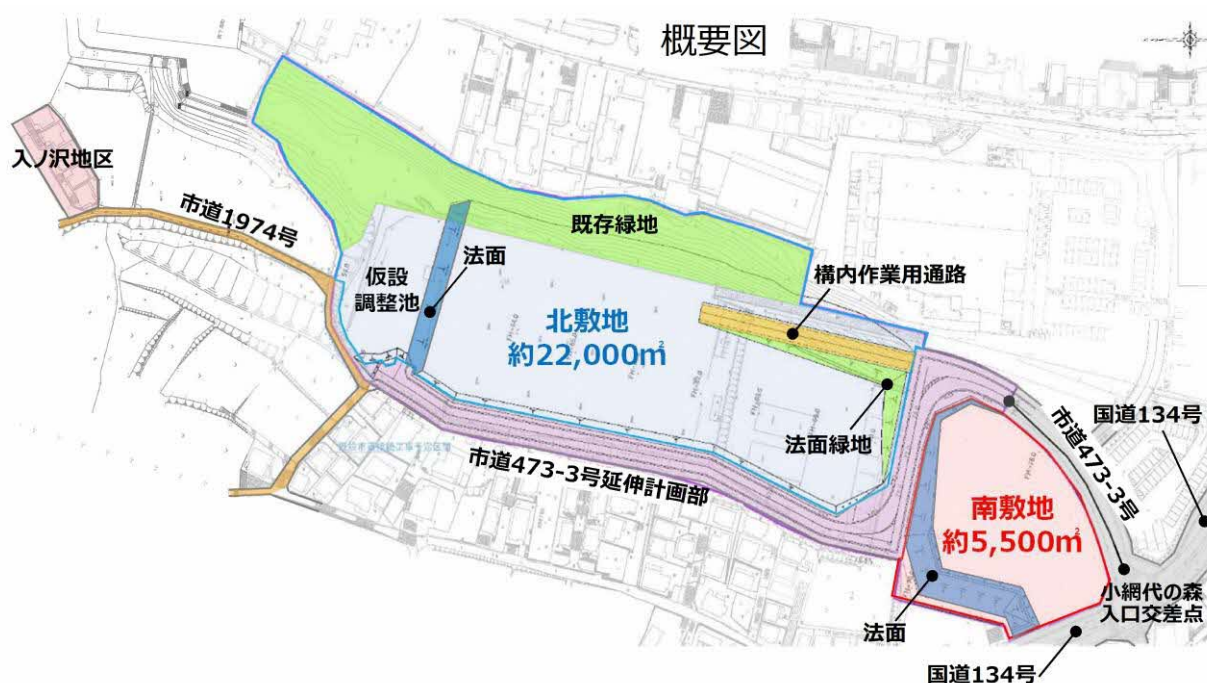 概要図
入ノ沢地区
市道1974号
既存緑地
法面
仮設
調整池
構内作業用通路
北敷地
約22,000㎡
法面緑地
国道134号
市道473-3号
市道473-3号延伸計画部
南敷地
約5,500㎡
小網代の森
入口交差点
法面
国道134号